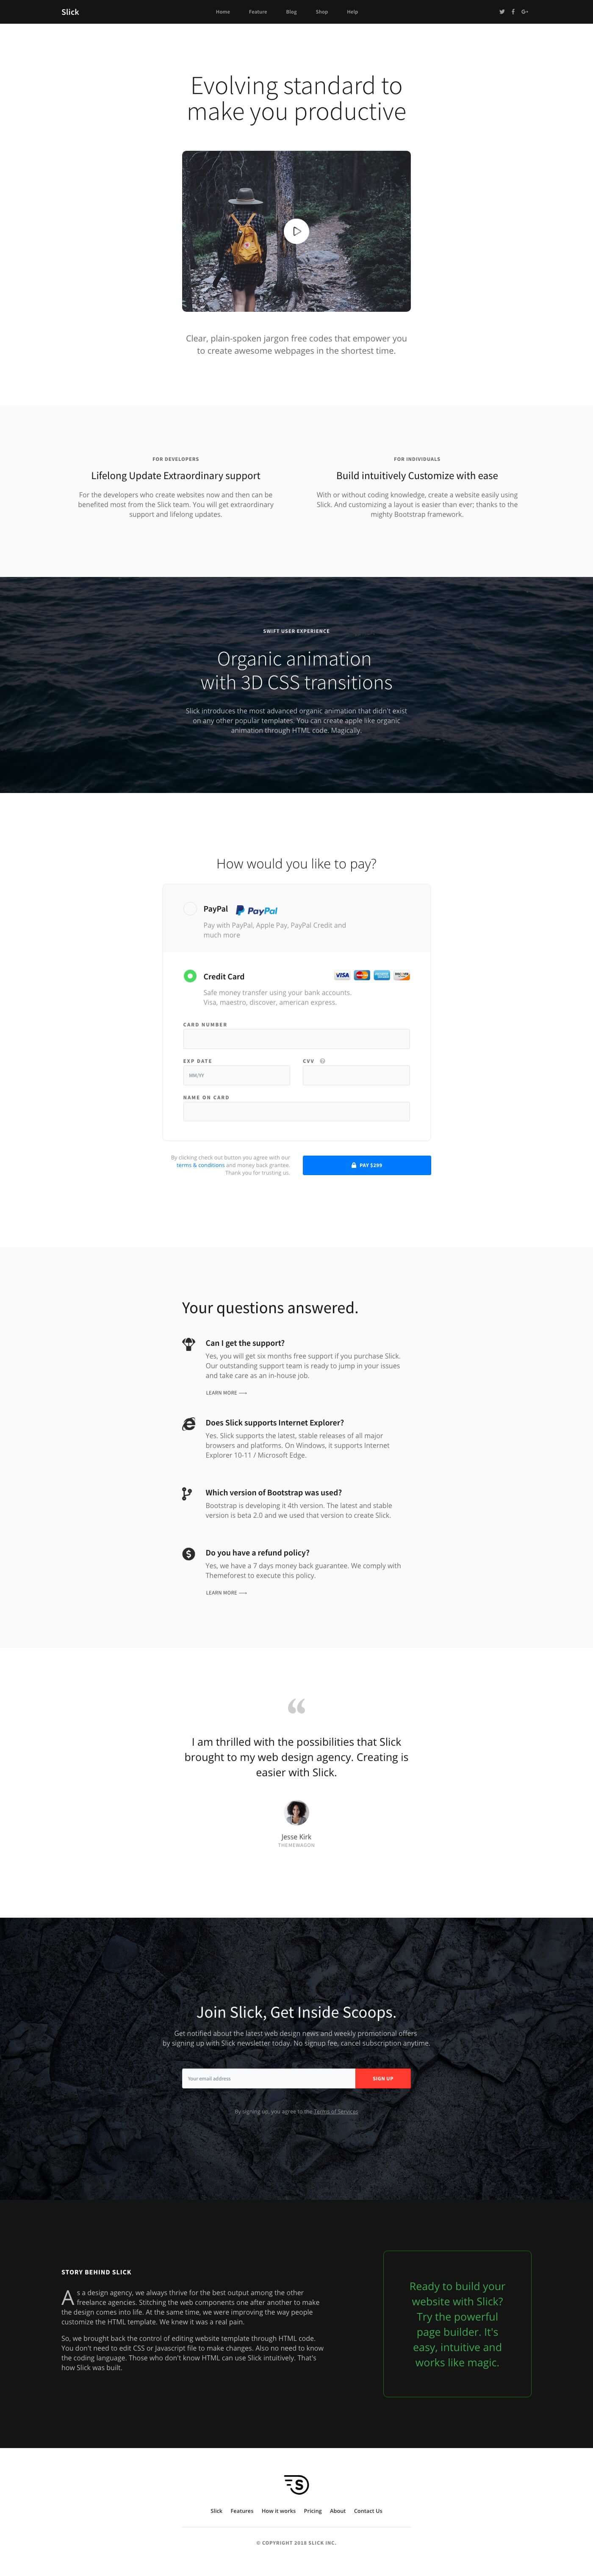 Slick
Home Feature Blog Shop Help
Evolving standard to
make you productive
Clear, plain-spoken jargon free codes that empower you
to create awesome webpages in the shortest time.
FOR DEVELOPERS
Lifelong Update Extraordinary support
For the developers who create websites now and then can be
benefited most from the Slick team. You will get extraordinary
support and lifelong updates.
FOR INDIVIDUALS
Build intuitively Customize with ease
With or without coding knowledge, create a website easily using
Slick. And customizing a layout is easier than ever; thanks to the
mighty Bootstrap framework.
SWIFT USER EXPERIENCE
Organic animation
with 3D CSS transitions
Slick introduces the most advanced organic animation that didn't exist
on any other popular templates. You can create apple like organic
animation through HTML code. Magically.
How would you like to pay?
PayPal PayPal
Pay with PayPal, Apple Pay, PayPal Credit and
much more
Credit Card VISA
Safe money transfer using your bank accounts.
Visa, maestro, discover, american express.
CARD NUMBER
EXP DATE
MM/YY
CVV ?
NAME ON CARD
By clicking check out button you agree with our
terms & conditions and money back grantee.
Thank you for trusting us.
PAY $299
Your questions answered.
Can I get the support?
Yes, you will get six months free support if you purchase Slick.
Our outstanding support team is ready to jump in your issues
and take care as an in-house job.
LEARN MORE
Does Slick supports Internet Explorer?
Yes. Slick supports the latest, stable releases of all major
browsers and platforms. On Windows, it supports Internet
Explorer 10-11 / Microsoft Edge.
Which version of Bootstrap was used?
Bootstrap is developing it 4th version. The latest and stable
version is beta 2.0 and we used that version to create Slick.
Do you have a refund policy?
Yes, we have a 7 days money back guarantee. We comply with
Themeforest to execute this policy.
LEARN MORE
I am thrilled with the possibilities that Slick
brought to my web design agency. Creating is
easier with Slick.
Jesse Kirk
THEMEWAGON
Join Slick, Get Inside Scoops.
Get notified about the latest web design news and weekly promotional offers
by signing up with Slick newsletter today. No signup fee, cancel subscription anytime.
Your email address
SIGN UP
By signing up, you agree to the Terms of Services
STORY BEHIND SLICK
As a design agency, we always thrive for the best output among the other
freelance agencies. Stitching the web components one after another to make
the design comes into life. At the same time, we were improving the way people
customize the HTML template. We knew it was a real pain.
So, we brought back the control of editing website template through HTML code.
You don't need to edit CSS or Javascript file to make changes. Also no need to know
the coding language. Those who don't know HTML can use Slick intuitively. That's
how Slick was built.
Ready to build your
website with Slick?
Try the powerful
page builder. It's
easy, intuitive and
works like magic.
S
Slick Features How it works Pricing About Contact Us
© COPYRIGHT 2018 SLICK INC.